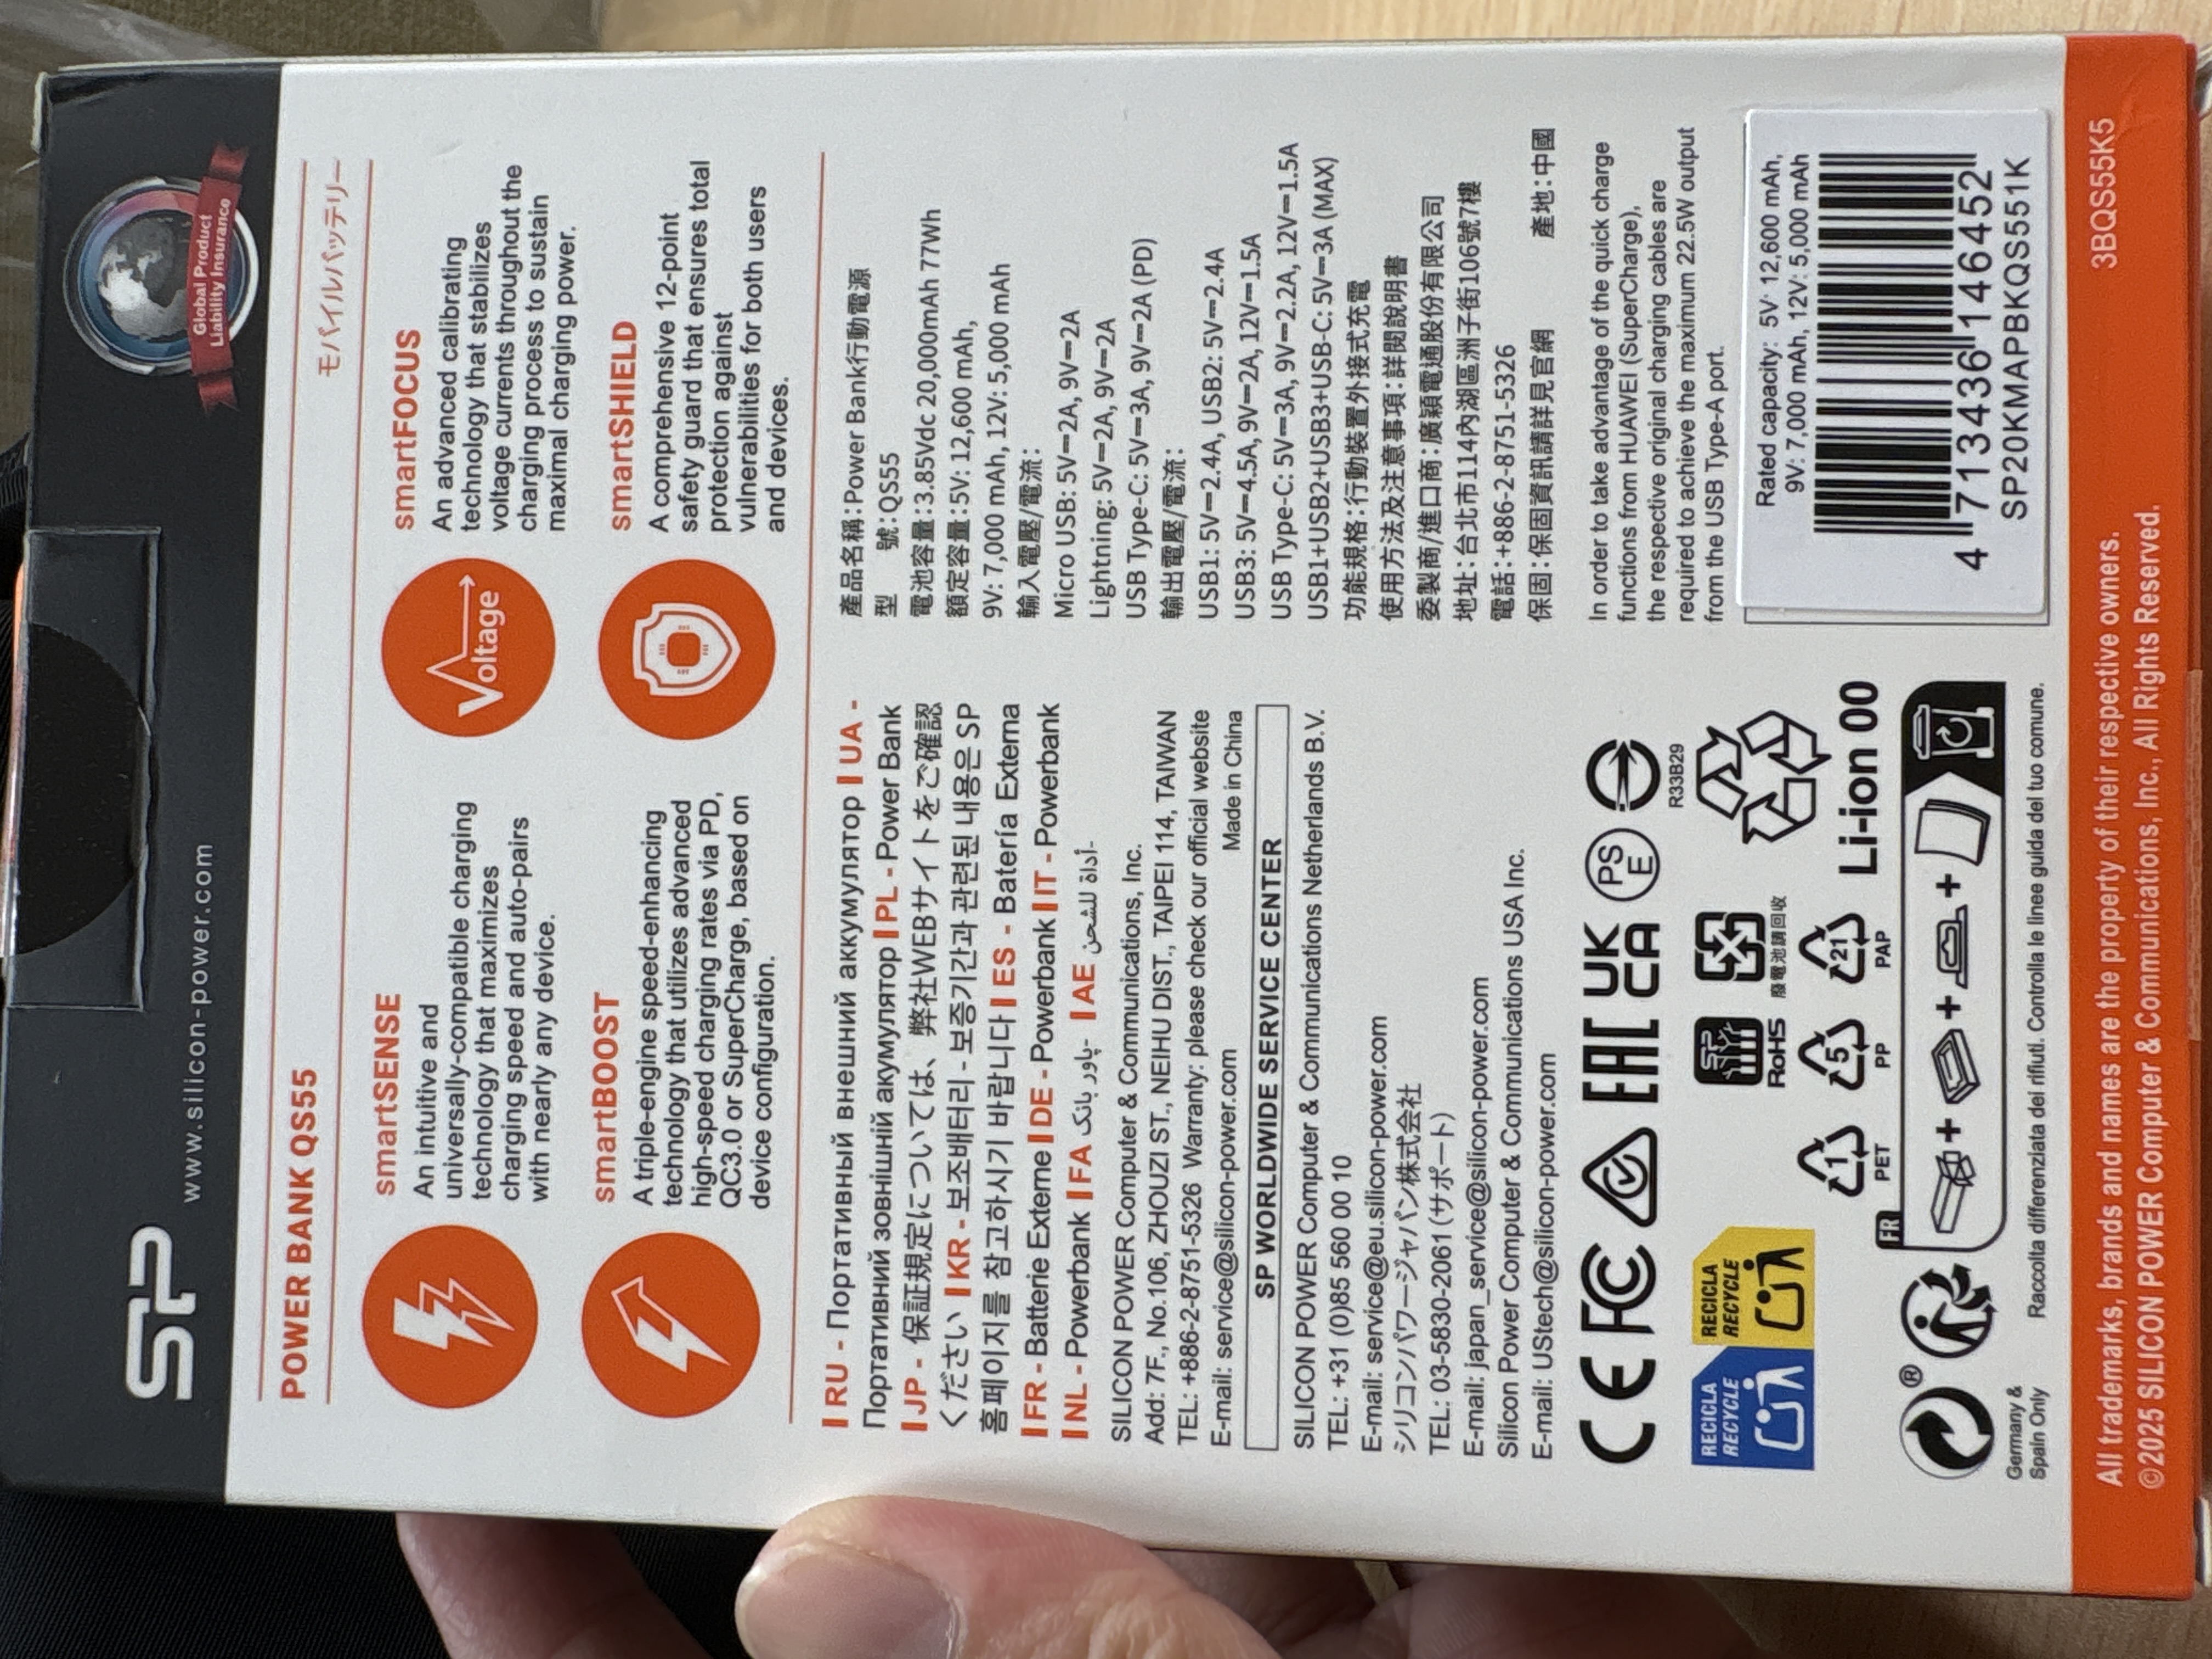 SP
www.silicon-power.com
Global Product
Liability Insurance
POWER BANK QS55
モバイルバッテリー
smartSENSE
An intuitive and
universally-compatible charging
technology that maximizes
charging speed and auto-pairs
with nearly any device.
Voltage
smartFOCUS
An advanced calibrating
technology that stabilizes
voltage currents throughout the
charging process to sustain
maximal charging power.
smartBOOST
A triple-engine speed-enhancing
technology that utilizes advanced
high-speed charging rates via PD,
QC3.0 or SuperCharge, based on
device configuration.
smartSHIELD
A comprehensive 12-point
safety guard that ensures total
protection against
vulnerabilities for both users
and devices.
RU - Портативный внешний аккумулятор UA -
Портативний зовнішній акумулятор PL - Power Bank
JP - 保証規定については、弊社WEBサイトをご確認
ください KR - 보조배터리 - 보증기간과 관련된 내용은 SP
홈페이지를 참고하시기 바랍니다 ES - Batería Externa
FR - Batterie Externe DE - Powerbank IT - Powerbank
NL - Powerbank FA پاور بانک- AE أداة للشحن-
SILICON POWER Computer & Communications, Inc.
Add: 7F., No.106, ZHOUZI ST., NEIHU DIST., TAIPEI 114, TAIWAN
TEL: +886-2-8751-5326 Warranty: please check our official website
E-mail: service@silicon-power.com Made in China
SP WORLDWIDE SERVICE CENTER
SILICON POWER Computer & Communications Netherlands B.V.
TEL: +31 (0)85 560 00 10
E-mail: service@eu.silicon-power.com
シリコンパワージャパン株式会社
TEL: 03-5830-2061 (サポート)
E-mail: japan_service@silicon-power.com
Silicon Power Computer & Communications USA Inc.
E-mail: UStech@silicon-power.com
CE FC EAC UK
CA PS
E
R3B29
RECICLA
RECYCLE
RECICLA
RECYCLE
SP
RoHS
廢電池請回收
1
PET
5
PP
21
PAP
Li-ion 00
FR
®
Germany &
Spain Only
Raccolta differenziata dei rifiuti. Controlla le linee guida del tuo comune.
產品名稱:Power Bank行動電源
型 號:QS55
電池容量:3.85Vdc 20,000mAh 77Wh
額定容量:5V: 12,600 mAh,
9V: 7,000 mAh, 12V: 5,000 mAh
輸入電壓/電流:
Micro USB: 5V⎓2A, 9V⎓2A
Lightning: 5V⎓2A, 9V⎓2A
USB Type-C: 5V⎓3A, 9V⎓2A (PD)
輸出電壓/電流:
USB1: 5V⎓2.4A, USB2: 5V⎓2.4A
USB3: 5V⎓4.5A, 9V⎓2A, 12V⎓1.5A
USB Type-C: 5V⎓3A, 9V⎓2.2A, 12V⎓1.5A
USB1+USB2+USB3+USB-C: 5V⎓3A (MAX)
功能規格:行動裝置外接式充電
使用方法及注意事項:詳閱說明書
委製商/進口商:廣穎電通股份有限公司
地址:台北市114內湖區洲子街106號7樓
電話:+886-2-8751-5326
保固:保固資訊請詳見官網 產地:中國
In order to take advantage of the quick charge
functions from HUAWEI (SuperCharge),
the respective original charging cables are
required to achieve the maximum 22.5W output
from the USB Type-A port.
Rated capacity: 5V: 12,600 mAh,
9V: 7,000 mAh, 12V: 5,000 mAh
4 713436 146452
SP20KMAPBKQS551K
All trademarks, brands and names are the property of their respective owners.
©2025 SILICON POWER Computer & Communications, Inc., All Rights Reserved.
3BQS55K5